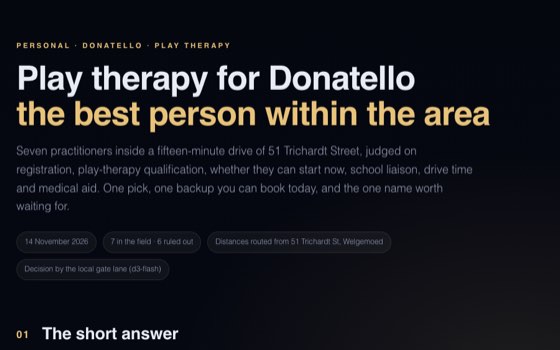 PERSONAL · DONATELLO · PLAY THERAPY
Play therapy for Donatello
the best person within the area
Seven practitioners inside a fifteen-minute drive of 51 Trichardt Street, judged on
registration, play-therapy qualification, whether they can start now, school liaison, drive time
and medical aid. One pick, one backup you can book today, and the one name worth
waiting for.
14 November 2026
7 in the field · 6 ruled out
Distances routed from 51 Trichardt St, Welgemoed
Decision by the local gate lane (d3-flash)
01 The short answer